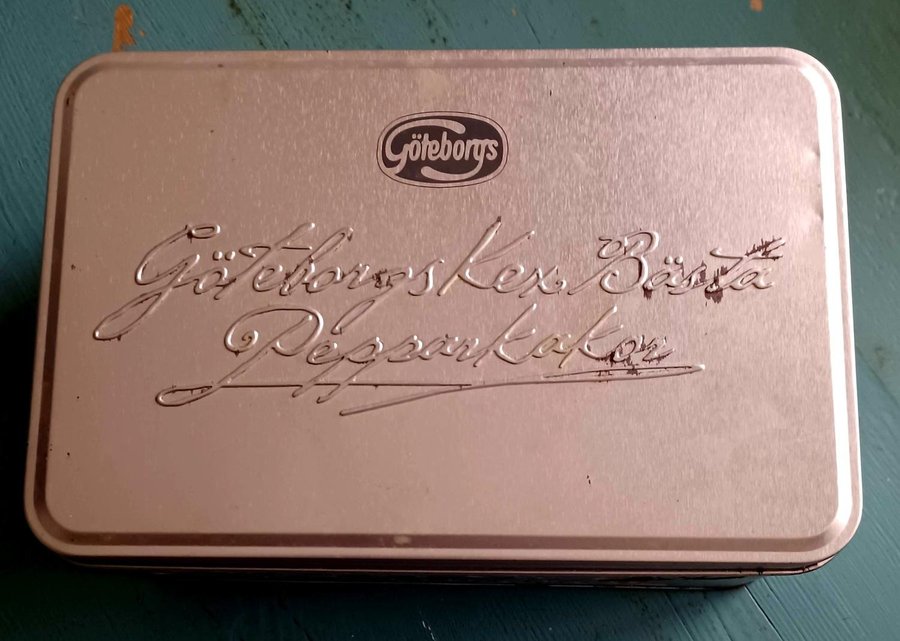 Göteborgs
Göteborgs Kex Bästa
Pepparkakor